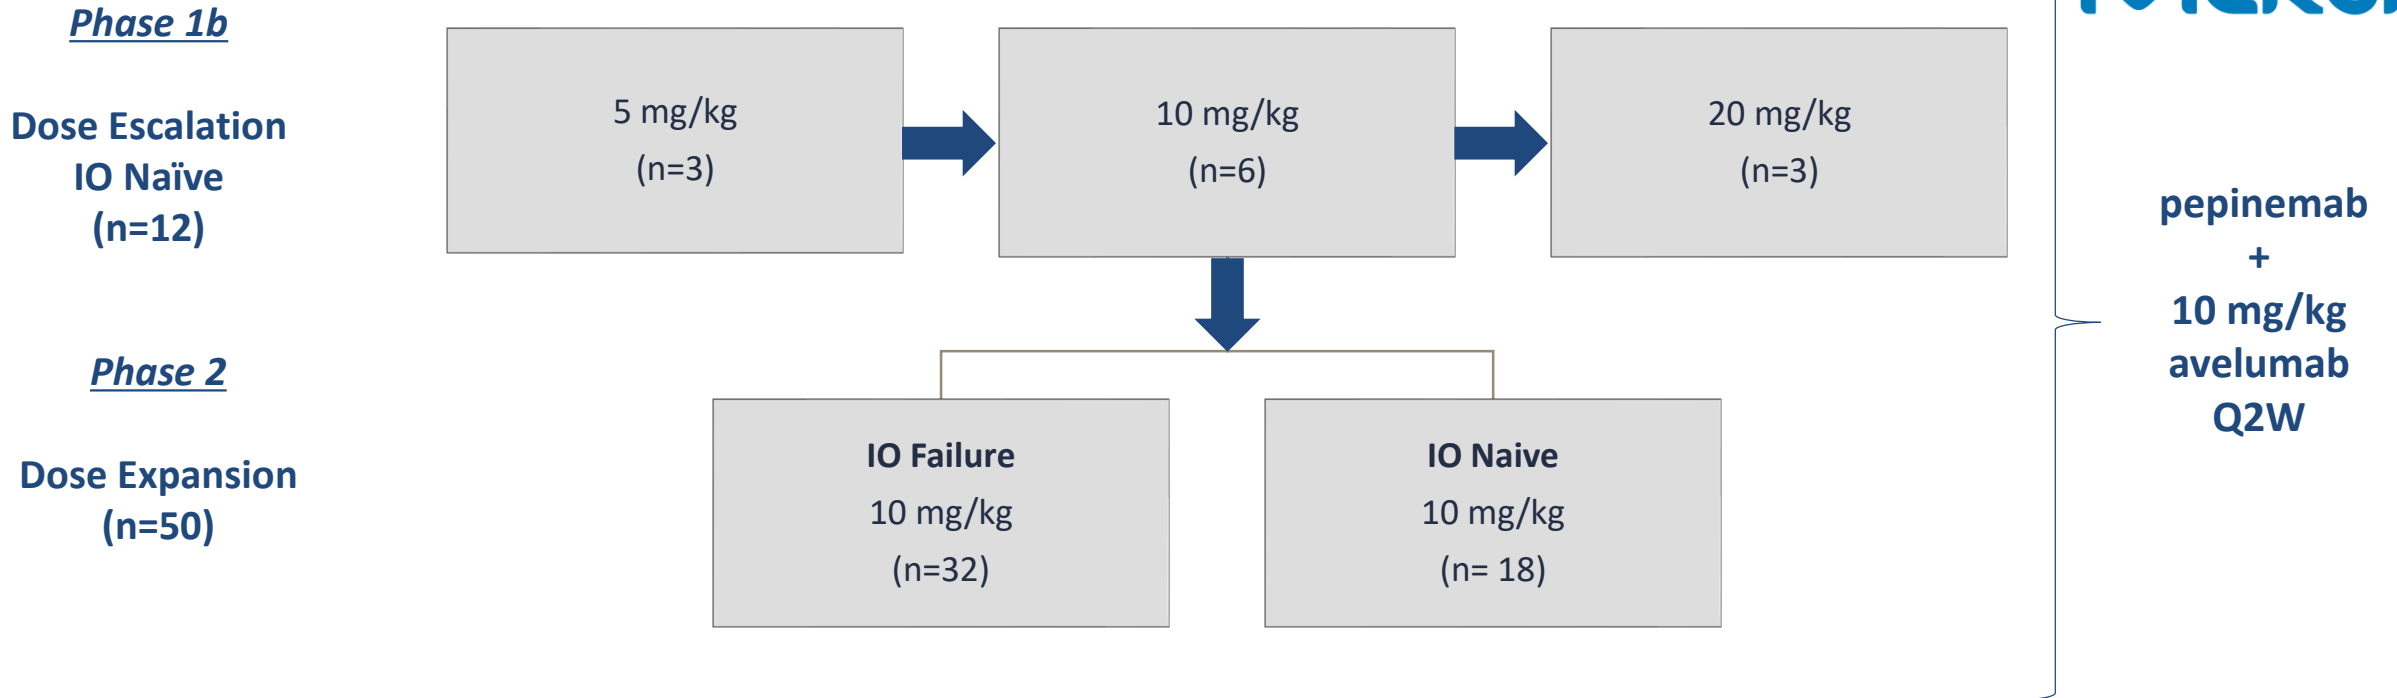 Phase 1b
Dose Escalation
IO Naïve
(n=12)
5 mg/kg
(n=3)
10 mg/kg
(n=6)
20 mg/kg
(n=3)
Phase 2
Dose Expansion
(n=50)
IO Failure
10 mg/kg
(n=32)
IO Naive
10 mg/kg
(n= 18)
pepinemab
+
10 mg/kg
avelumab
Q2W